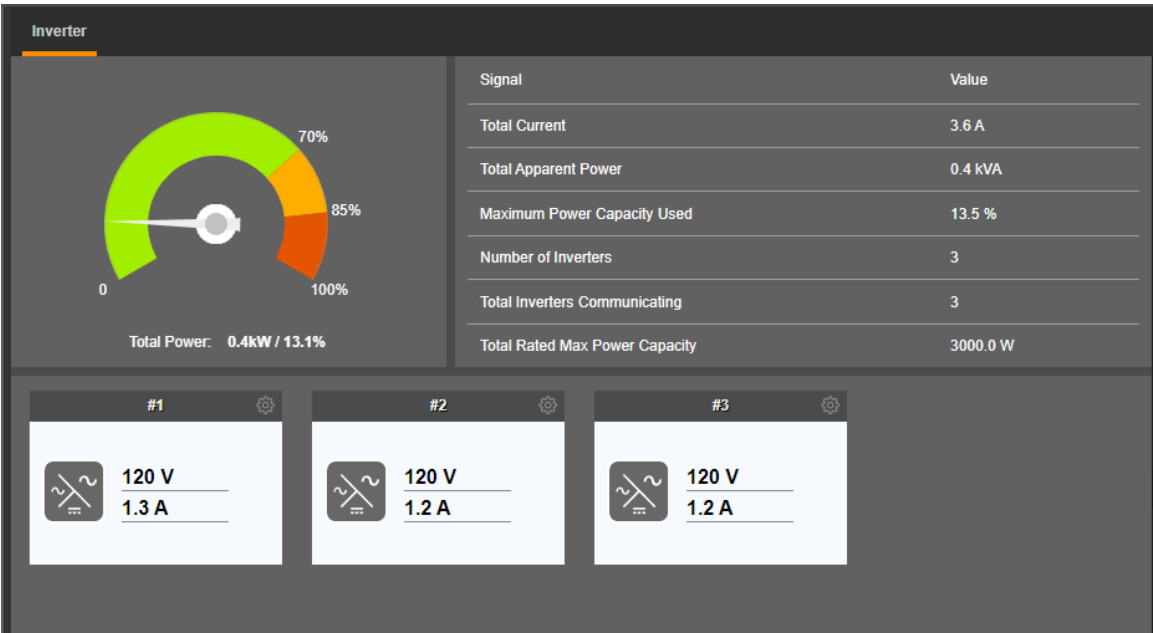 Inverter
70%
85%
0
100%
Total Power: 0.4kW / 13.1%
Signal Value
Total Current 3.6 A
Total Apparent Power 0.4 kVA
Maximum Power Capacity Used 13.5 %
Number of Inverters 3
Total Inverters Communicating 3
Total Rated Max Power Capacity 3000.0 W
#1
120 V
1.3 A
#2
120 V
1.2 A
#3
120 V
1.2 A